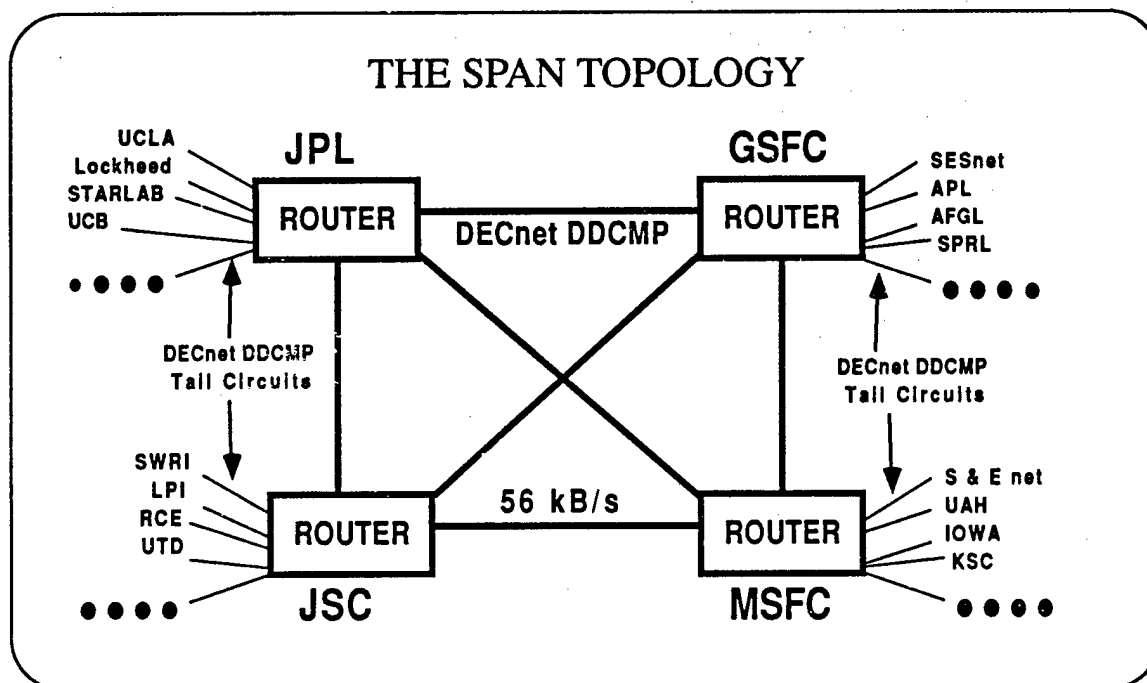 THE SPAN TOPOLOGY
UCLA
Lockheed
STARLAB
UCB
JPL
ROUTER
DECnet DDCMP
GSFC
ROUTER
SESnet
APL
AFGL
SPRL
DECnet DDCMP
Tail Circuits
DECnet DDCMP
Tail Circuits
SWRI
LPI
RCE
UTD
ROUTER
JSC
56 kB/s
ROUTER
MSFC
S & E net
UAH
IOWA
KSC